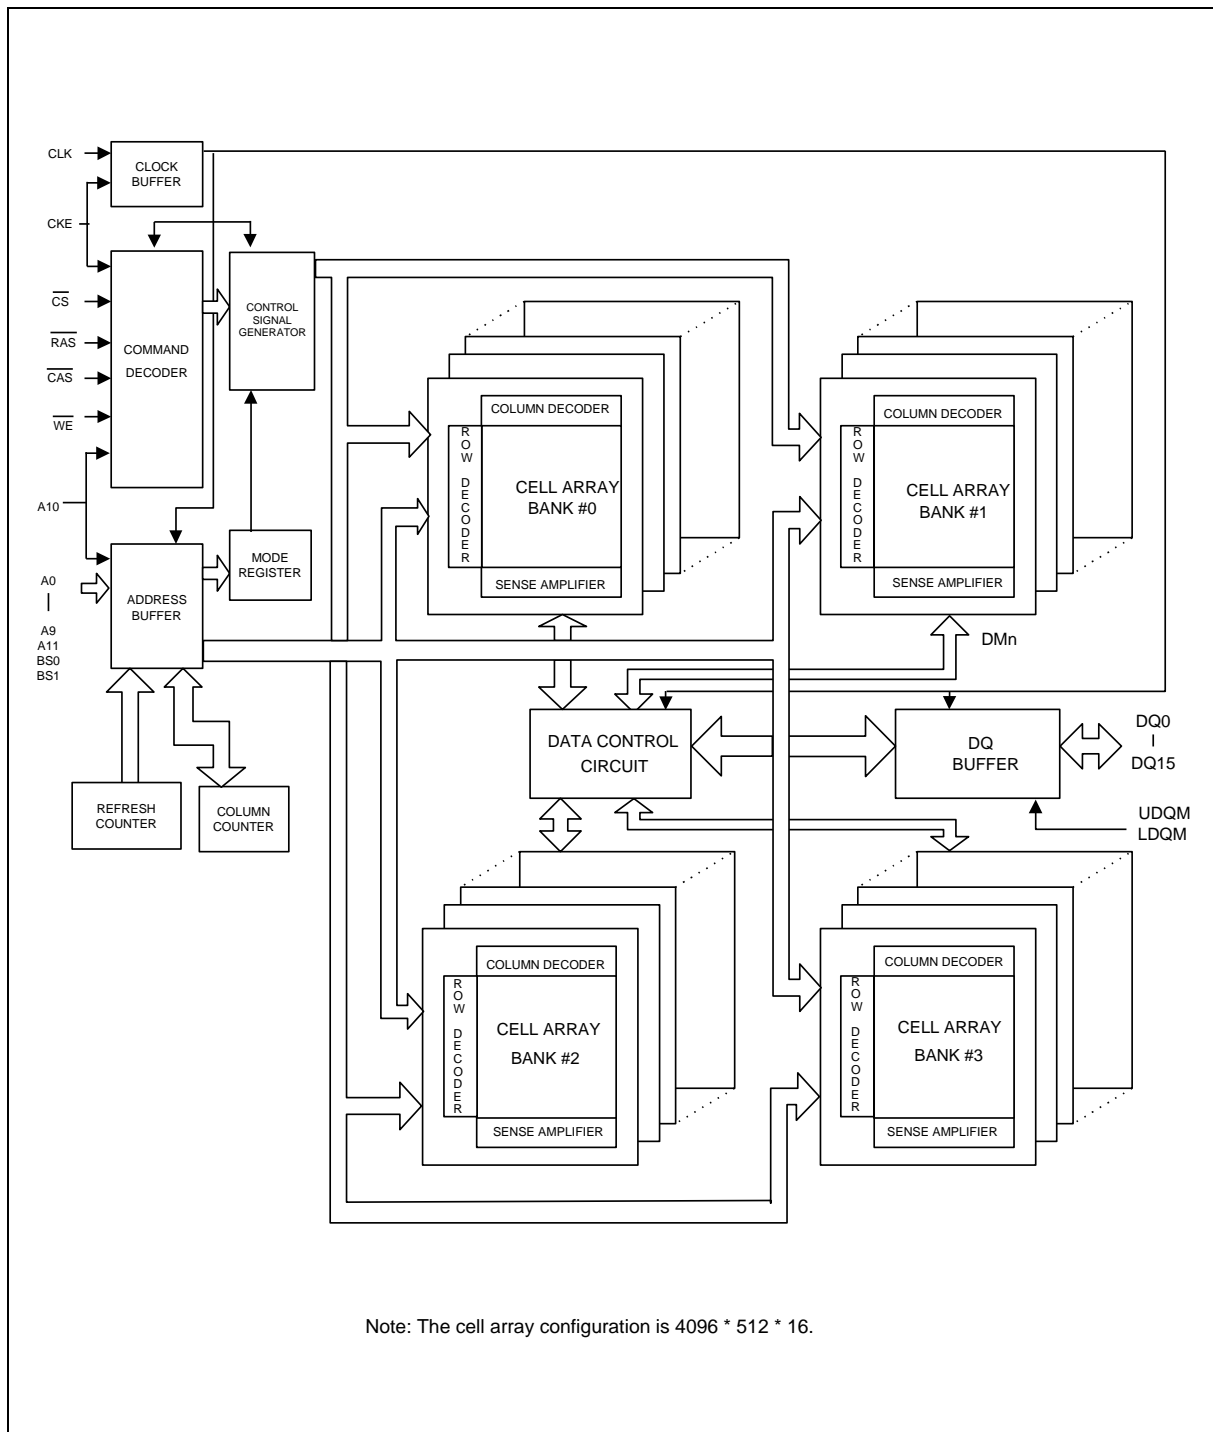 CLK
CLOCK
BUFFER
CKE
CS
RAS
CAS
WE
COMMAND
DECODER
CONTROL
SIGNAL
GENERATOR
A10
A0
A9
A11
BS0
BS1
ADDRESS
BUFFER
MODE
REGISTER
REFRESH
COUNTER
COLUMN
COUNTER
COLUMN DECODER
ROW DECODER
CELL ARRAY
BANK #0
SENSE AMPLIFIER
COLUMN DECODER
ROW DECODER
CELL ARRAY
BANK #1
SENSE AMPLIFIER
DMn
DATA CONTROL
CIRCUIT
DQ
BUFFER
DQ0
DQ15
UDQM
LDQM
COLUMN DECODER
ROW DECODER
CELL ARRAY
BANK #2
SENSE AMPLIFIER
COLUMN DECODER
ROW DECODER
CELL ARRAY
BANK #3
SENSE AMPLIFIER
Note: The cell array configuration is 4096 * 512 * 16.